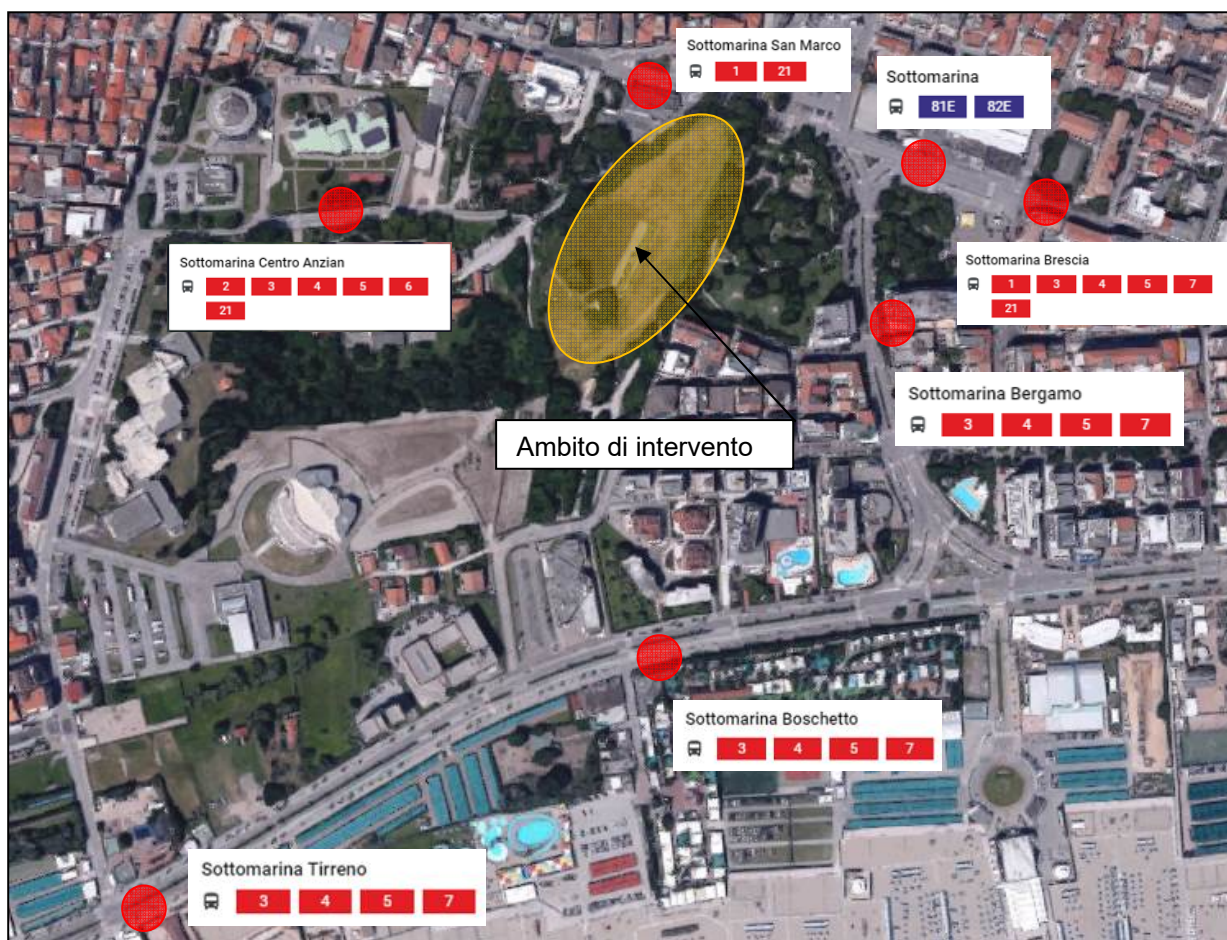 Sottomarina San Marco
1 21
Sottomarina
81E 82E
Sottomarina Centro Anzian
2 3 4 5 6
21
Sottomarina Brescia
1 3 4 5 7
21
Sottomarina Bergamo
3 4 5 7
Ambito di intervento
Sottomarina Boschetto
3 4 5 7
Sottomarina Tirreno
3 4 5 7